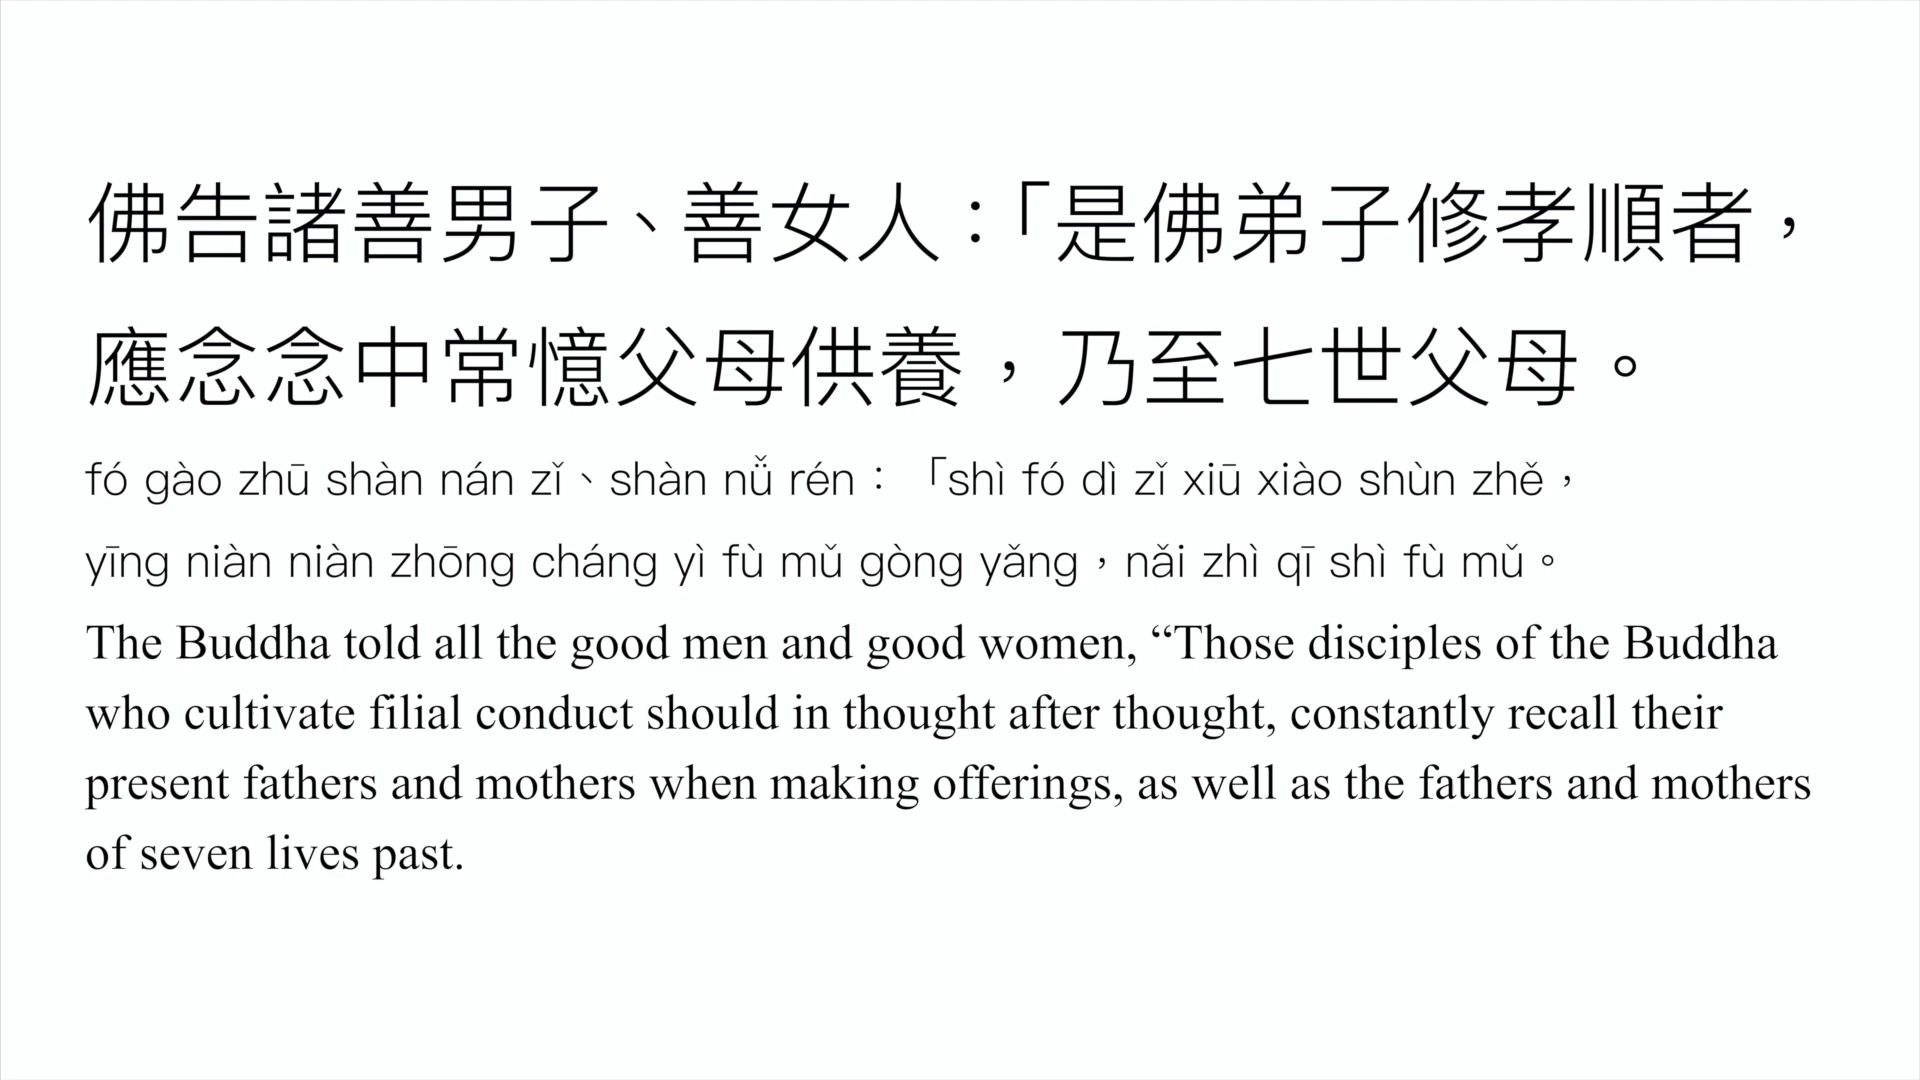 佛告諸善男子、善女人：「是佛弟子修孝順者，
應念念中常憶父母供養，乃至七世父母。
fó gào zhū shàn nán zǐ、shàn nǚ rén：「shì fó dì zǐ xiū xiào shùn zhě，
yīng niàn niàn zhōng cháng yì fù mǔ gòng yǎng，nǎi zhì qī shì fù mǔ。
The Buddha told all the good men and good women, “Those disciples of the Buddha
who cultivate filial conduct should in thought after thought, constantly recall their
present fathers and mothers when making offerings, as well as the fathers and mothers
of seven lives past.